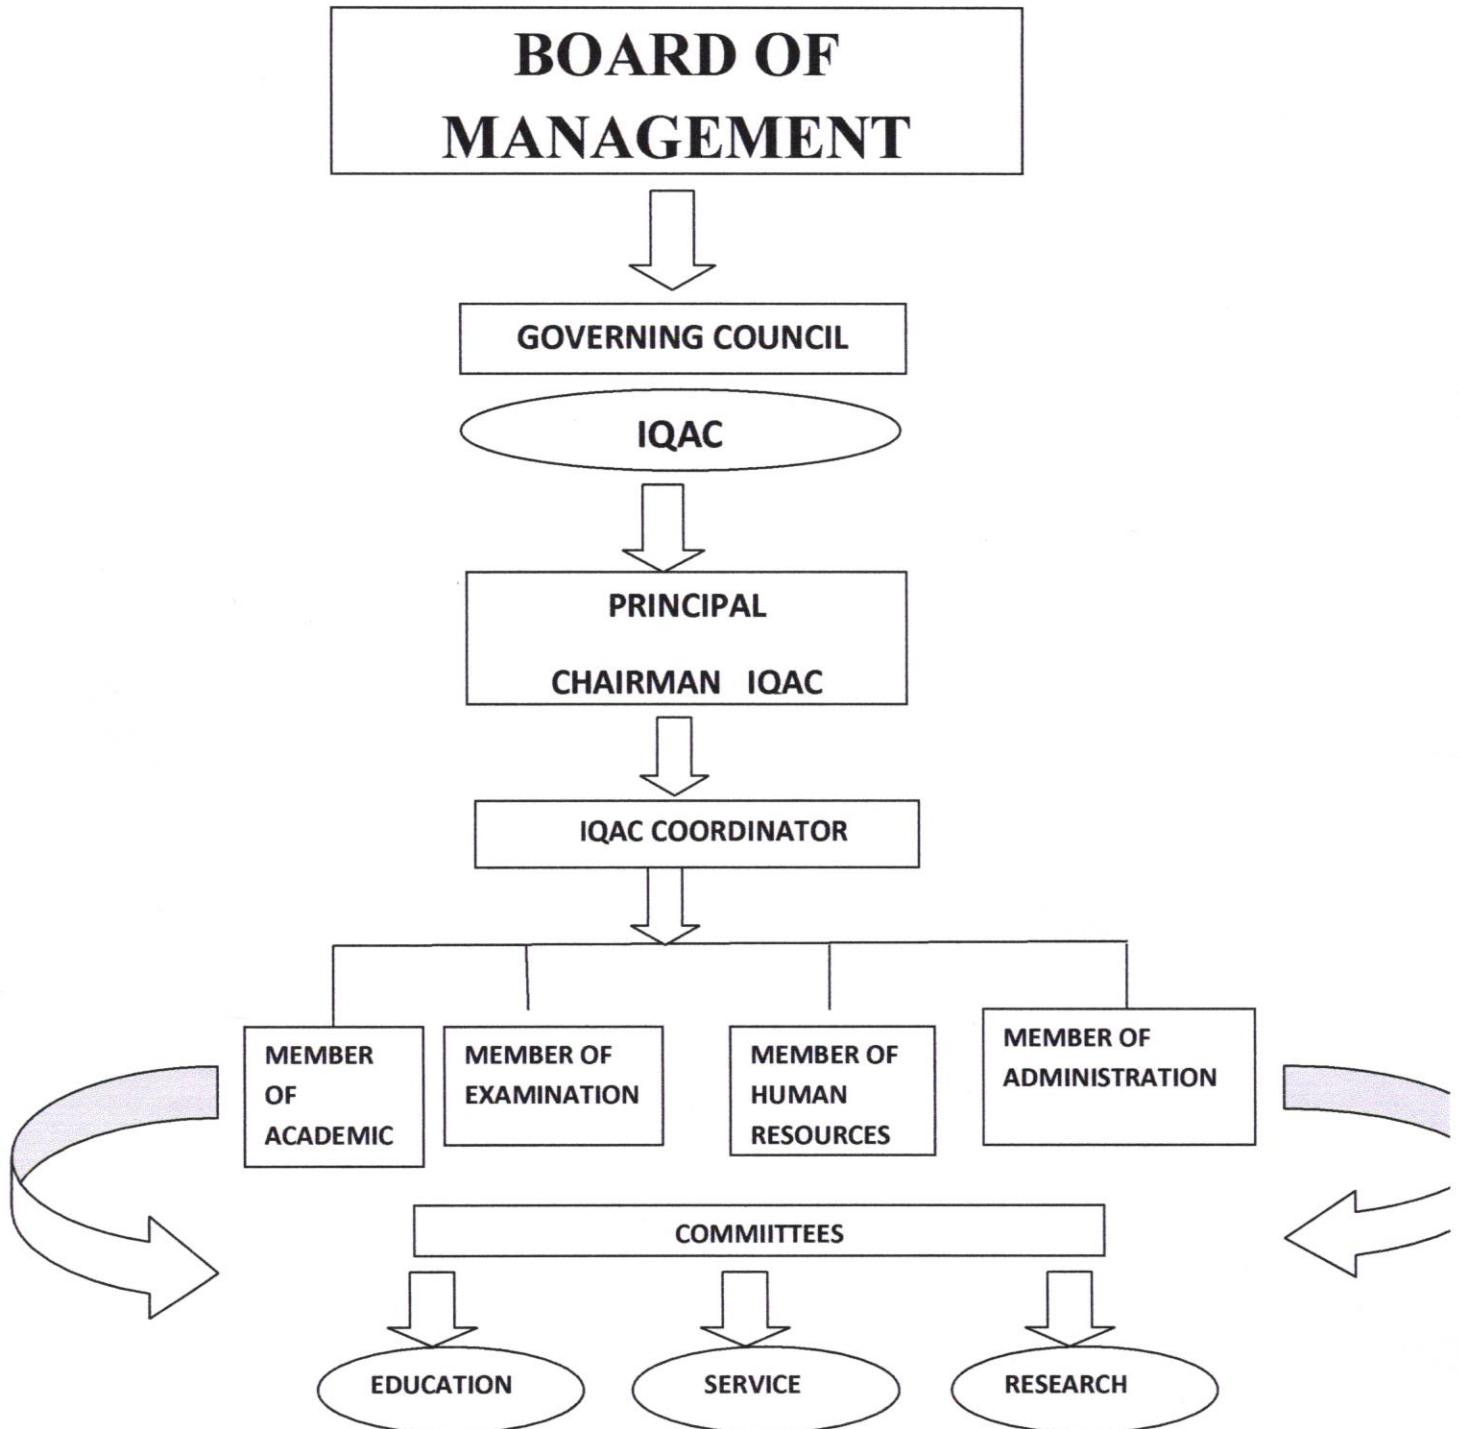 BOARD OF
MANAGEMENT
GOVERNING COUNCIL
IQAC
PRINCIPAL
CHAIRMAN IQAC
IQAC COORDINATOR
MEMBER
OF
ACADEMIC
MEMBER OF
EXAMINATION
MEMBER OF
HUMAN
RESOURCES
MEMBER OF
ADMINISTRATION
COMMIITTEES
EDUCATION
SERVICE
RESEARCH